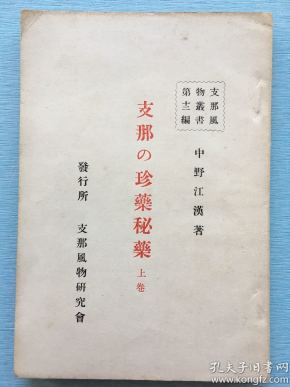 支那風
物叢書
第十二編
中野江漢著
支那の珍藥秘藥 上卷
發行所 支那風物研究會
孔夫子旧书网